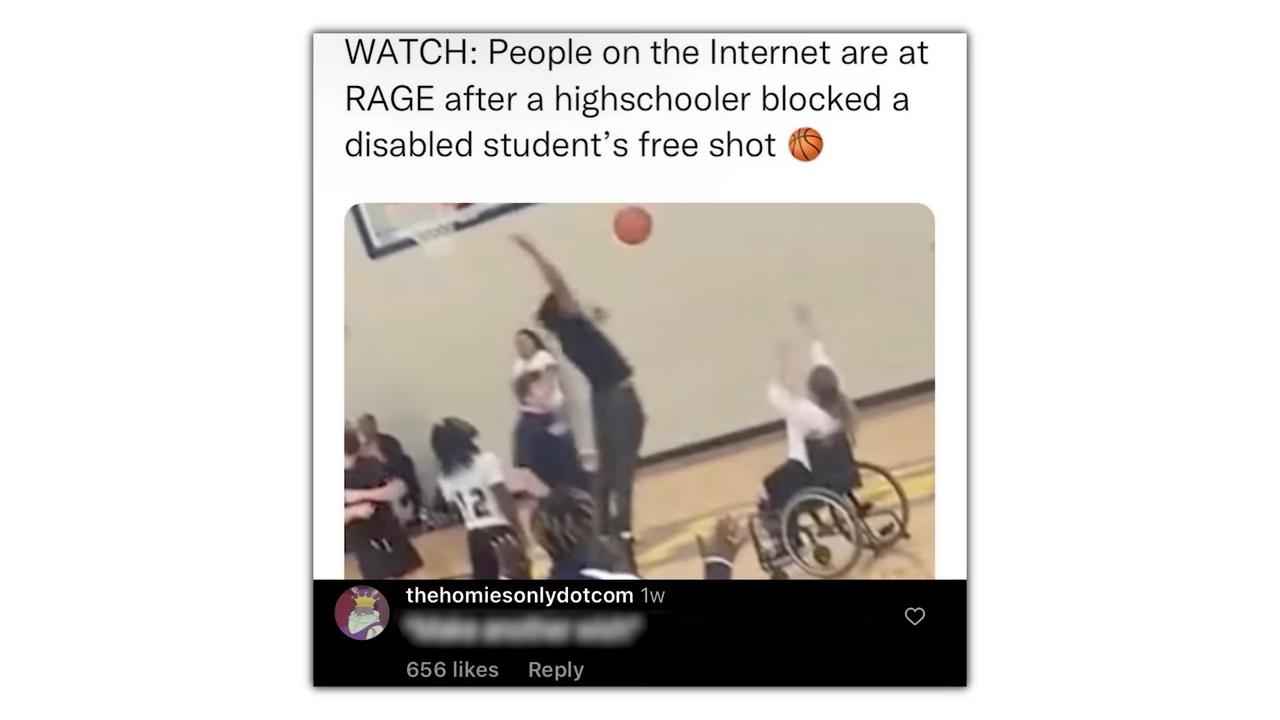 WATCH: People on the Internet are at
RAGE after a highschooler blocked a
disabled student’s free shot 🏀
12
thehomiesonlydotcom 1w
656 likes Reply